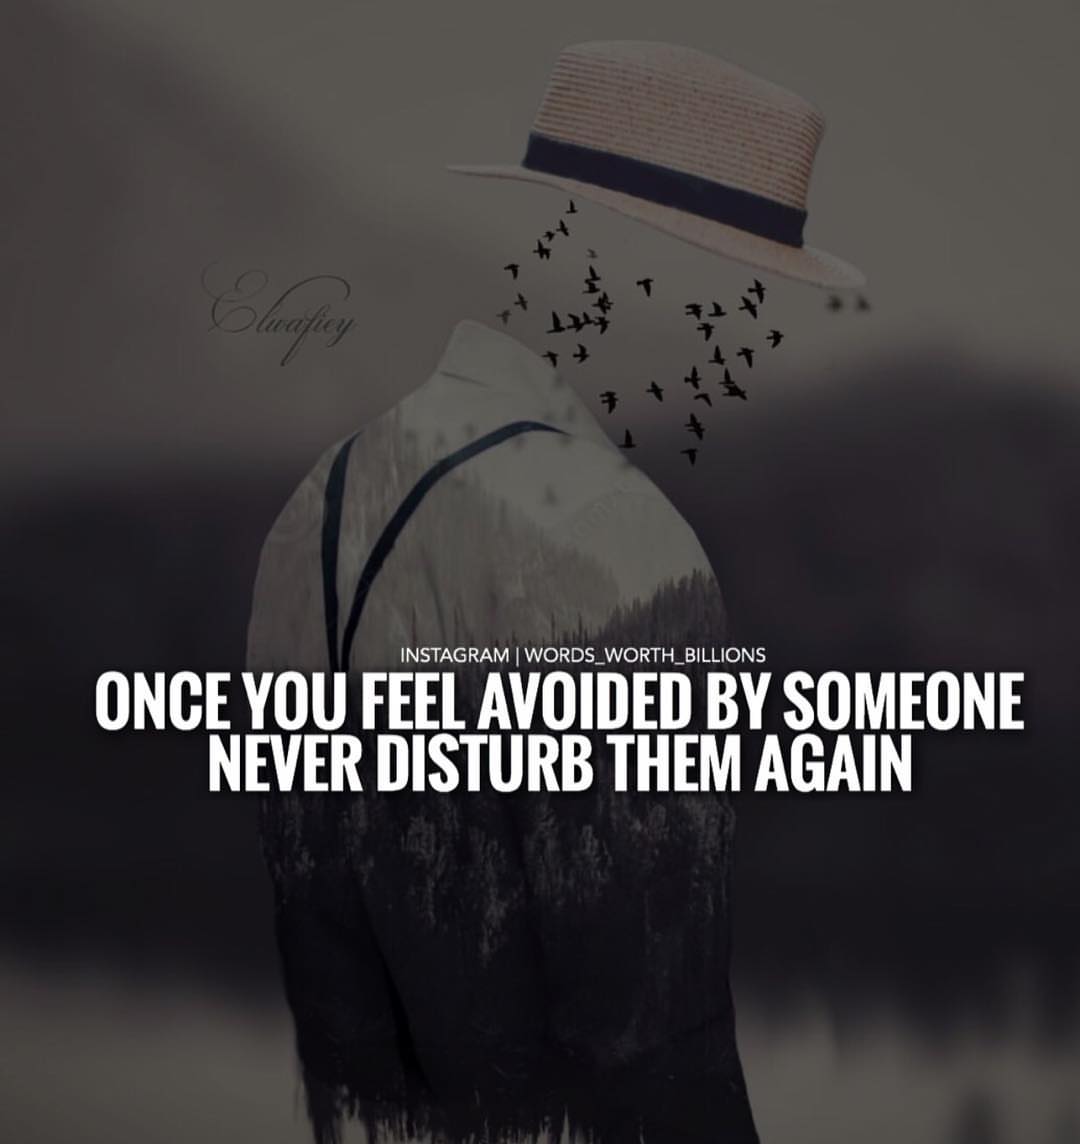 Elwafiey
INSTAGRAM | WORDS_WORTH_BILLIONS
ONCE YOU FEEL AVOIDED BY SOMEONE
NEVER DISTURB THEM AGAIN